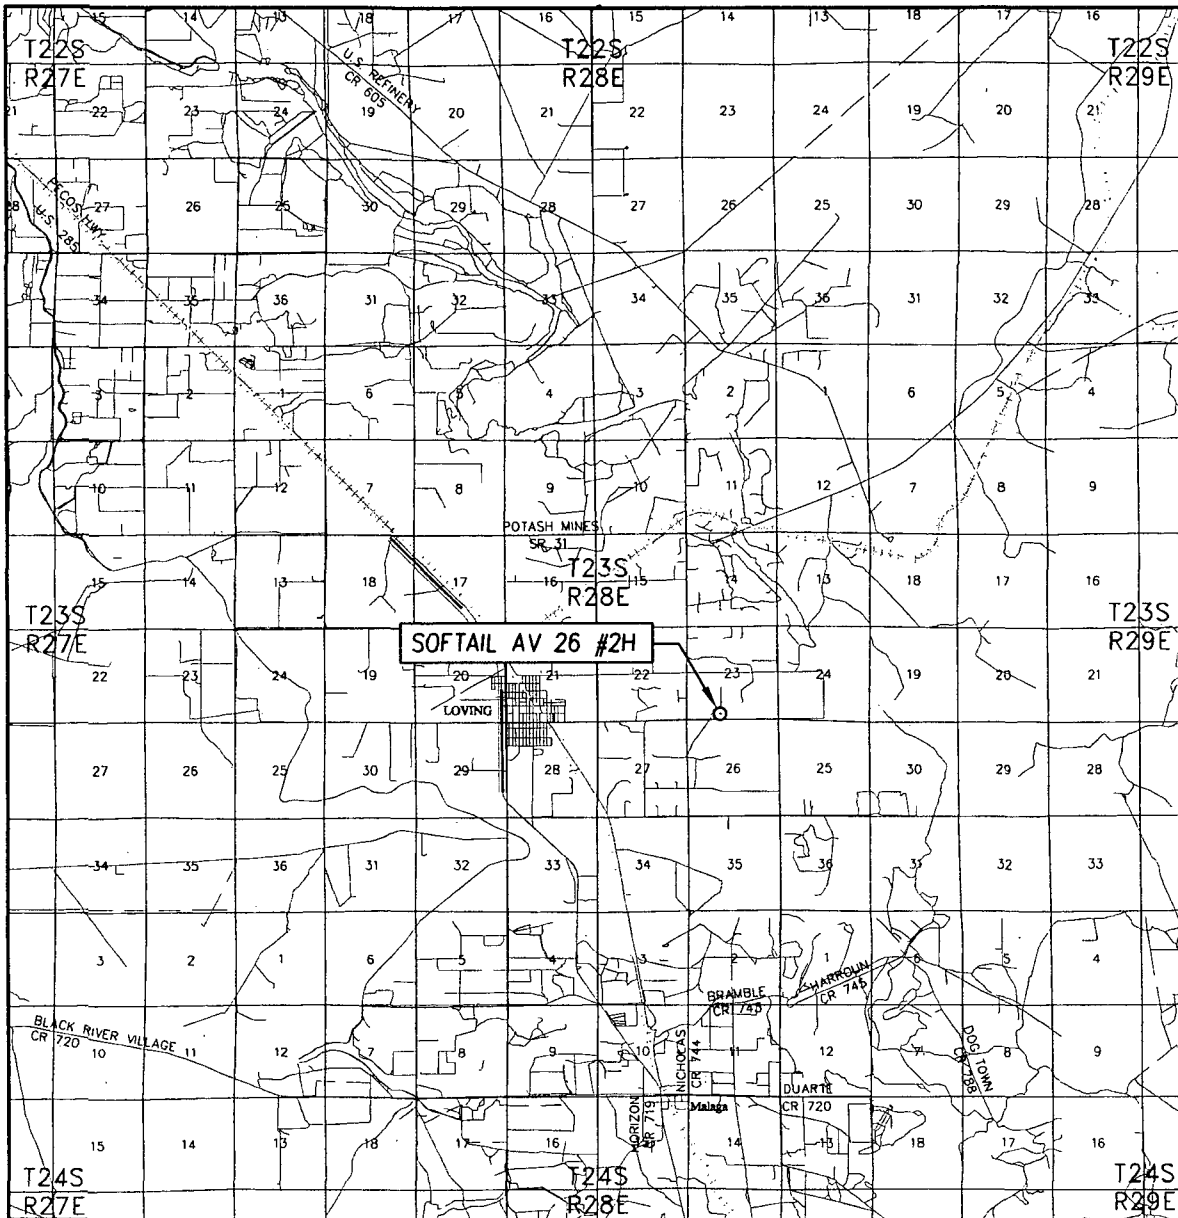 15 14 13 18 17 16 15 14 13 18 17 16
T22S T22S T22S
R27E R28E R29E
U.S. REFINERY
CR 605
21 22 23 24 19 20 21 22 23 24 19 20 21
PECOS HWY
U.S. 285
28 27 26 25 30 29 28 27 26 25 30 29 28
34 35 36 31 32 33 34 35 36 31 32 33
3 2 1 6 5 4 3 2 1 6 5 4
10 11 12 7 8 9 10 11 12 7 8 9
POTASH MINES
SR 31
15 14 13 18 17 16 15 14 13 18 17 16
T23S T23S T23S
R27E R28E R29E
SOFTAIL AV 26 #2H
22 23 24 19 20 21 22 23 24 19 20 21
LOVING
27 26 25 30 29 28 27 26 25 30 29 28
34 35 36 31 32 33 34 35 36 31 32 33
3 2 1 6 5 4 3 2 1 6 5 4
HARROUN
CR 745
BRAMBLE
CR 745
BLACK RIVER VILLAGE
CR 720
10 11 12 7 8 9 10 11 12 7 8 9
NICHOLAS
CR 744
DOG TOWN
CR 788
DUARTE
CR 720
Malaga
HORIZON
CR 719
15 14 13 18 17 16 15 14 13 18 17 16
T24S T24S T24S
R27E R28E R29E